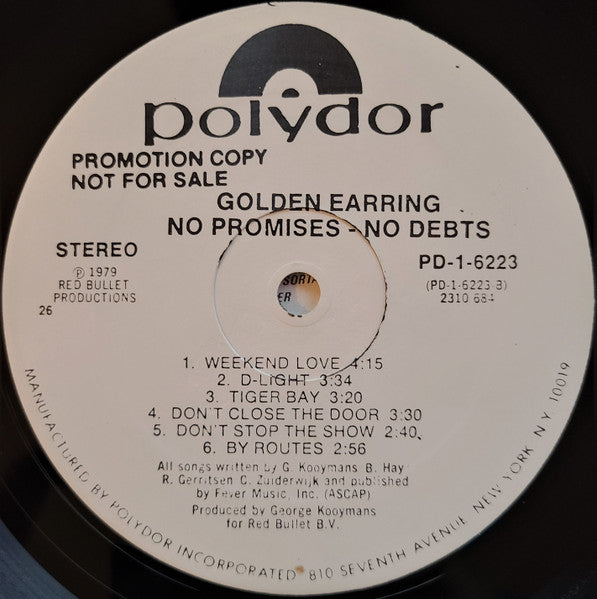 polydor
PROMOTION COPY
NOT FOR SALE
GOLDEN EARRING
NO PROMISES - NO DEBTS
STEREO
℗ 1979
RED BULLET
PRODUCTIONS
26
PD-1-6223
(PD-1-6223 B)
2310 684
1. WEEKEND LOVE 4:15
2. D-LIGHT 3:34
3. TIGER BAY 3:20
4. DON'T CLOSE THE DOOR 3:30
5. DON'T STOP THE SHOW 2:40
6. BY ROUTES 2:56
All songs written by G. Kooymans B. Hay
R. Gerritsen C. Zuiderwijk and published
by Fever Music, Inc. (ASCAP)
Produced by George Kooymans
for Red Bullet B.V.
MANUFACTURED BY POLYDOR INCORPORATED 810 SEVENTH AVENUE, NEW YORK, N.Y. 10019